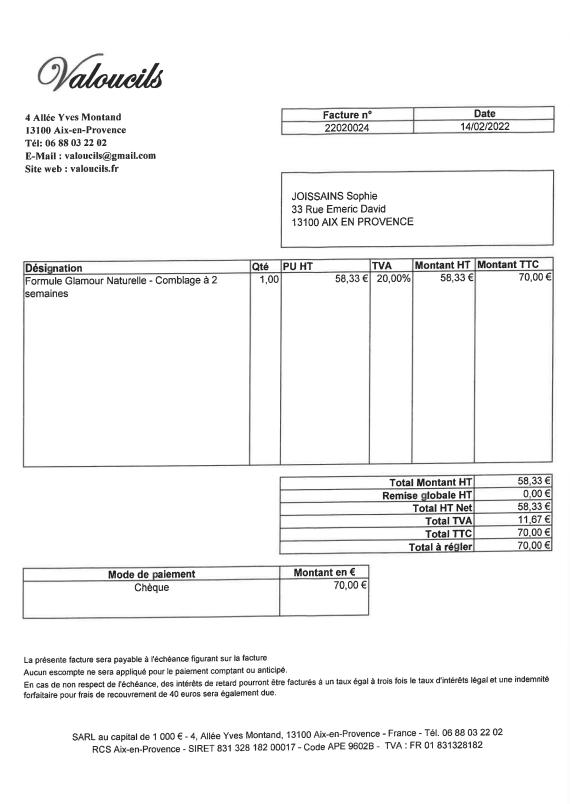 Valoucils
4 Allée Yves Montand
13100 Aix-en-Provence
Tél: 06 88 03 22 02
E-Mail : valoucils@gmail.com
Site web : valoucils.fr
Facture n° Date
22020024 14/02/2022
JOISSAINS Sophie
33 Rue Emeric David
13100 AIX EN PROVENCE
Désignation Qté PU HT TVA Montant HT Montant TTC
Formule Glamour Naturelle - Comblage à 2 1,00 58,33 € 20,00% 58,33 € 70,00 €
semaines
Total Montant HT 58,33 €
Remise globale HT 0,00 €
Total HT Net 58,33 €
Total TVA 11,67 €
Total TTC 70,00 €
Total à régler 70,00 €
Mode de paiement Montant en €
Chèque 70,00 €
La présente facture sera payable à l'échéance figurant sur la facture
Aucun escompte ne sera appliqué pour le paiement comptant ou anticipé.
En cas de non respect de l'échéance, des intérêts de retard pourront être facturés à un taux égal à trois fois le taux d'intérêts légal et une indemnité
forfaitaire pour frais de recouvrement de 40 euros sera également due.
SARL au capital de 1 000 € - 4, Allée Yves Montand, 13100 Aix-en-Provence - France - Tél. 06 88 03 22 02
RCS Aix-en-Provence - SIRET 831 328 182 00017 - Code APE 9602B - TVA : FR 01 831328182